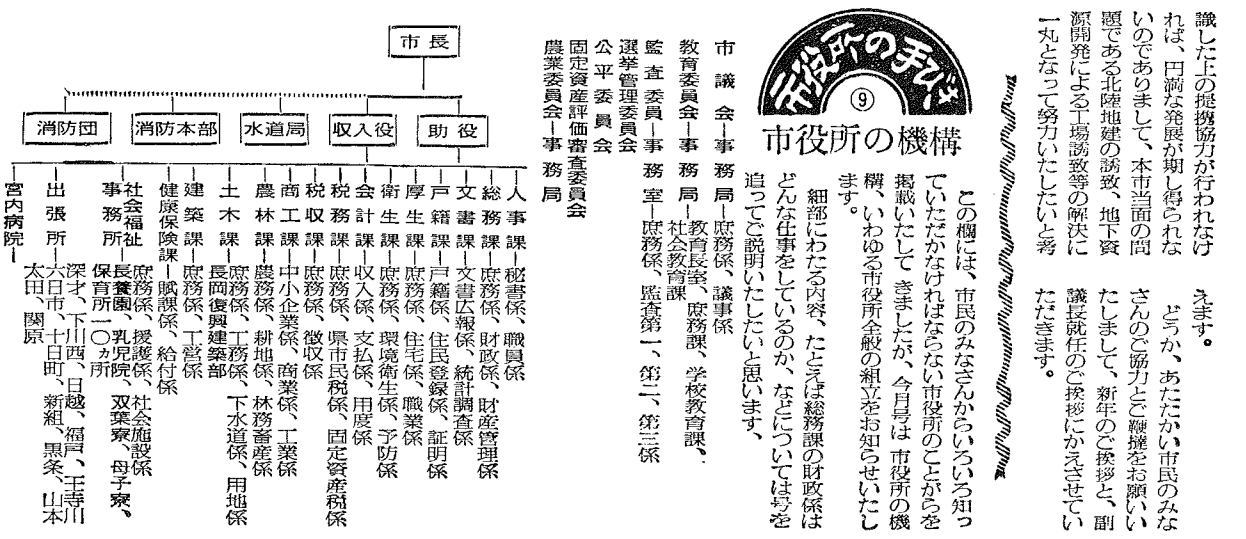 識した上の提携協力が行われなけ
れば、円満な発展が期し得られな
いのでありまして、本市当面の問
題である北陸地建の誘致、地下資
源開発による工場誘致等の解決に
一丸となって努力いたしたいと考
えます。
どうか、あたたかい市民のみな
さんのご協力とご鞭撻をお願いい
たしまして、新年のご挨拶と、副
議長就任のご挨拶にかえさせてい
ただきます。
市役所の手びき
⑨
市役所の機構
この欄には、市民のみなさんからいろいろ知っ
ていただかなければならない市役所のことがらを
掲載いたしてきましたが、今月号は市役所の機
構、いわゆる市役所全般の組立をお知らせいたし
ます。
細部にわたる内容、たとえば総務課の財政係は
どんな仕事をしているのか、などについては号を
追ってご説明いたしたいと思います、
市議会―事務局―庶務係、議事係
教育委員会―事務局―教育長室、庶務課、学校教育課、
社会教育課
監査委員―事務室―庶務係、監査第一、第二、第三係
選挙管理委員会
公平委員会
固定資産評価審査委員会
農業委員会―事務局
市長
助役
収入役
水道局
消防本部
消防団
人事課―秘書係、職員係
総務課―庶務係、財政係、財産管理係
文書課―文書広報係、統計調査係
戸籍課―戸籍係、住民登録係、証明係
厚生課―庶務係、住宅係、職業係
衛生課―庶務係、環境衛生係、予防係
会計課―収入係、支払係、用度係
税務課―庶務係、県市民税係、固定資産税係
税収課―庶務係、徴収係
商工課―中小企業係、商業係、工業係
農林課―農務係、耕地係、林務畜産係
土木課―庶務係、工務係、下水道係、用地係
長岡復興建築部
建築課―庶務係、工営係
健康保険課―賦課係、給付係
社会福祉事務所―庶務係、援護係、社会施設係
長養園、乳児院、双葉寮、母子寮、
保育所一〇ヵ所
出張所―深才、下川西、日越、福戸、王寺川
六日市、十日町、新組、黒条、山本
太田、関原
宮内病院―